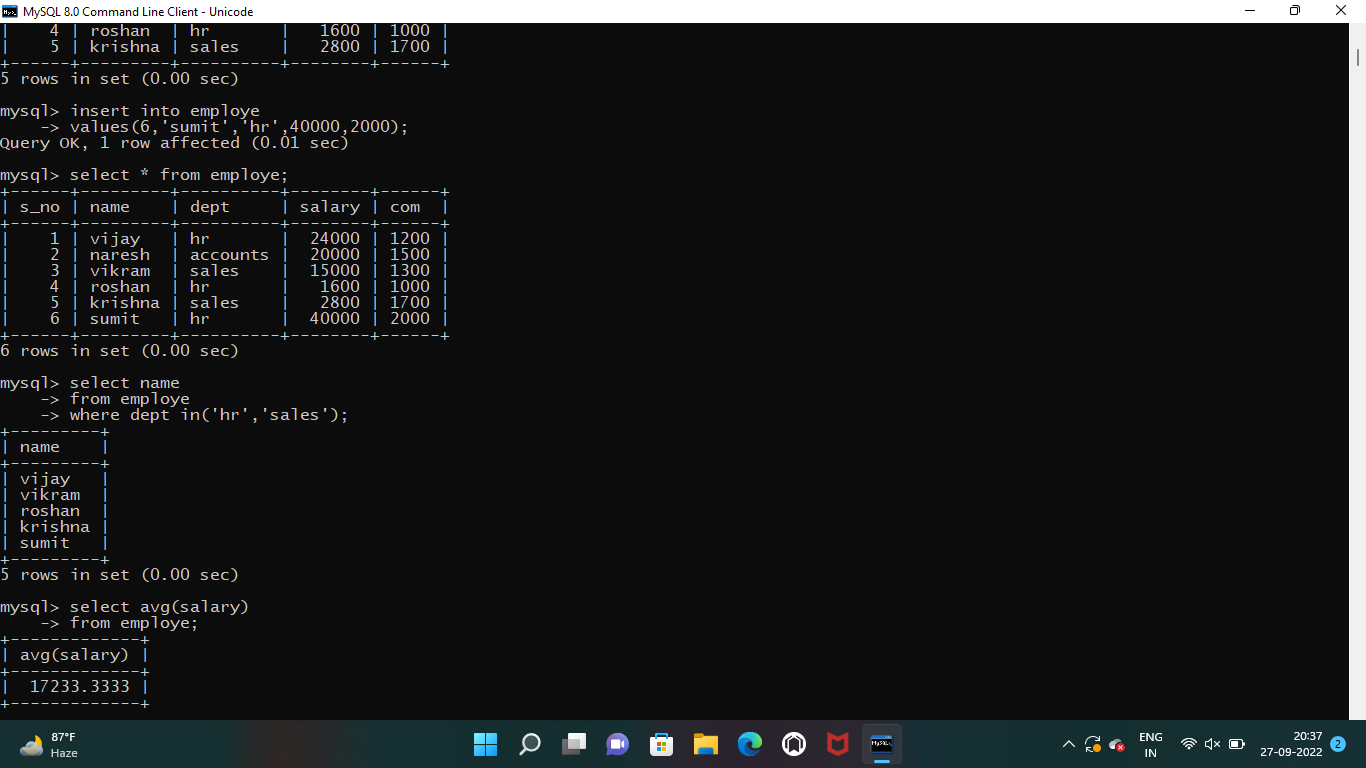 MySQL 8.0 Command Line Client - Unicode
|    4 | roshan  | hr       |   1600 | 1000 |
|    5 | krishna | sales    |   2800 | 1700 |
+------+---------+----------+--------+------+
5 rows in set (0.00 sec)
mysql> insert into employe
    -> values(6,'sumit','hr',40000,2000);
Query OK, 1 row affected (0.01 sec)
mysql> select * from employe;
+------+---------+----------+--------+------+
| s_no | name    | dept     | salary | com  |
+------+---------+----------+--------+------+
|    1 | vijay   | hr       |  24000 | 1200 |
|    2 | naresh  | accounts |  20000 | 1500 |
|    3 | vikram  | sales    |  15000 | 1300 |
|    4 | roshan  | hr       |   1600 | 1000 |
|    5 | krishna | sales    |   2800 | 1700 |
|    6 | sumit   | hr       |  40000 | 2000 |
+------+---------+----------+--------+------+
6 rows in set (0.00 sec)
mysql> select name
    -> from employe
    -> where dept in('hr','sales');
+---------+
| name    |
+---------+
| vijay   |
| vikram  |
| roshan  |
| krishna |
| sumit   |
+---------+
5 rows in set (0.00 sec)
mysql> select avg(salary)
    -> from employe;
+-------------+
| avg(salary) |
+-------------+
|  17233.3333 |
+-------------+
87°F
Haze
MySQL
ENG
IN
20:37
27-09-2022
2